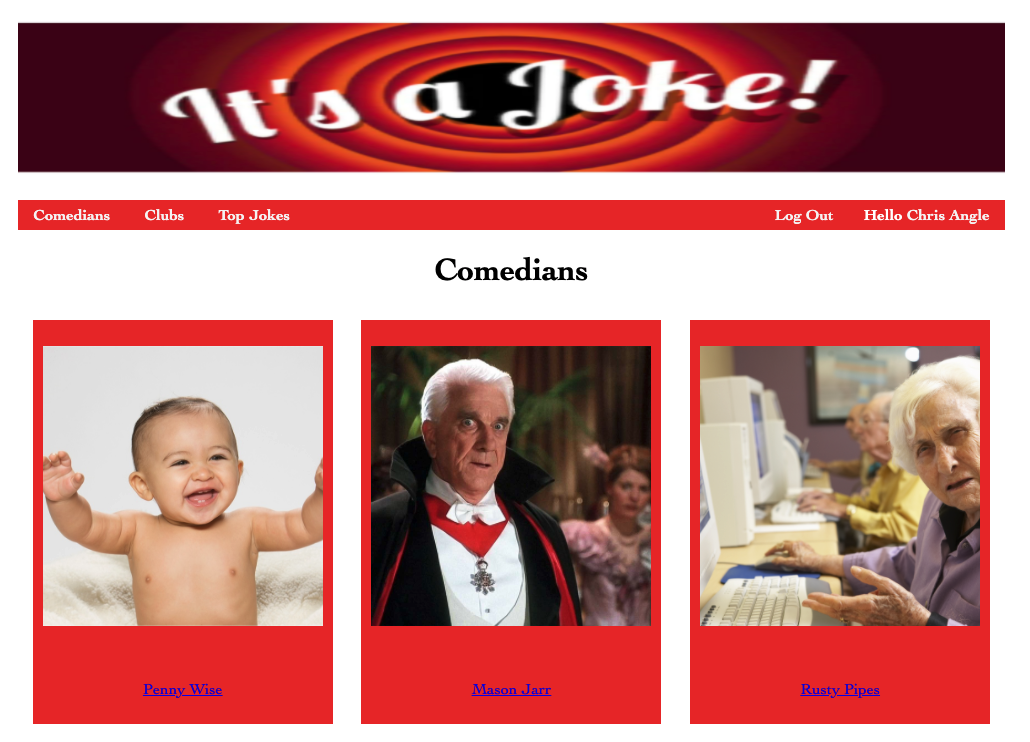 It's a Joke!
Comedians Clubs Top Jokes Log Out Hello Chris Angle
Comedians
Penny Wise Mason Jarr Rusty Pipes